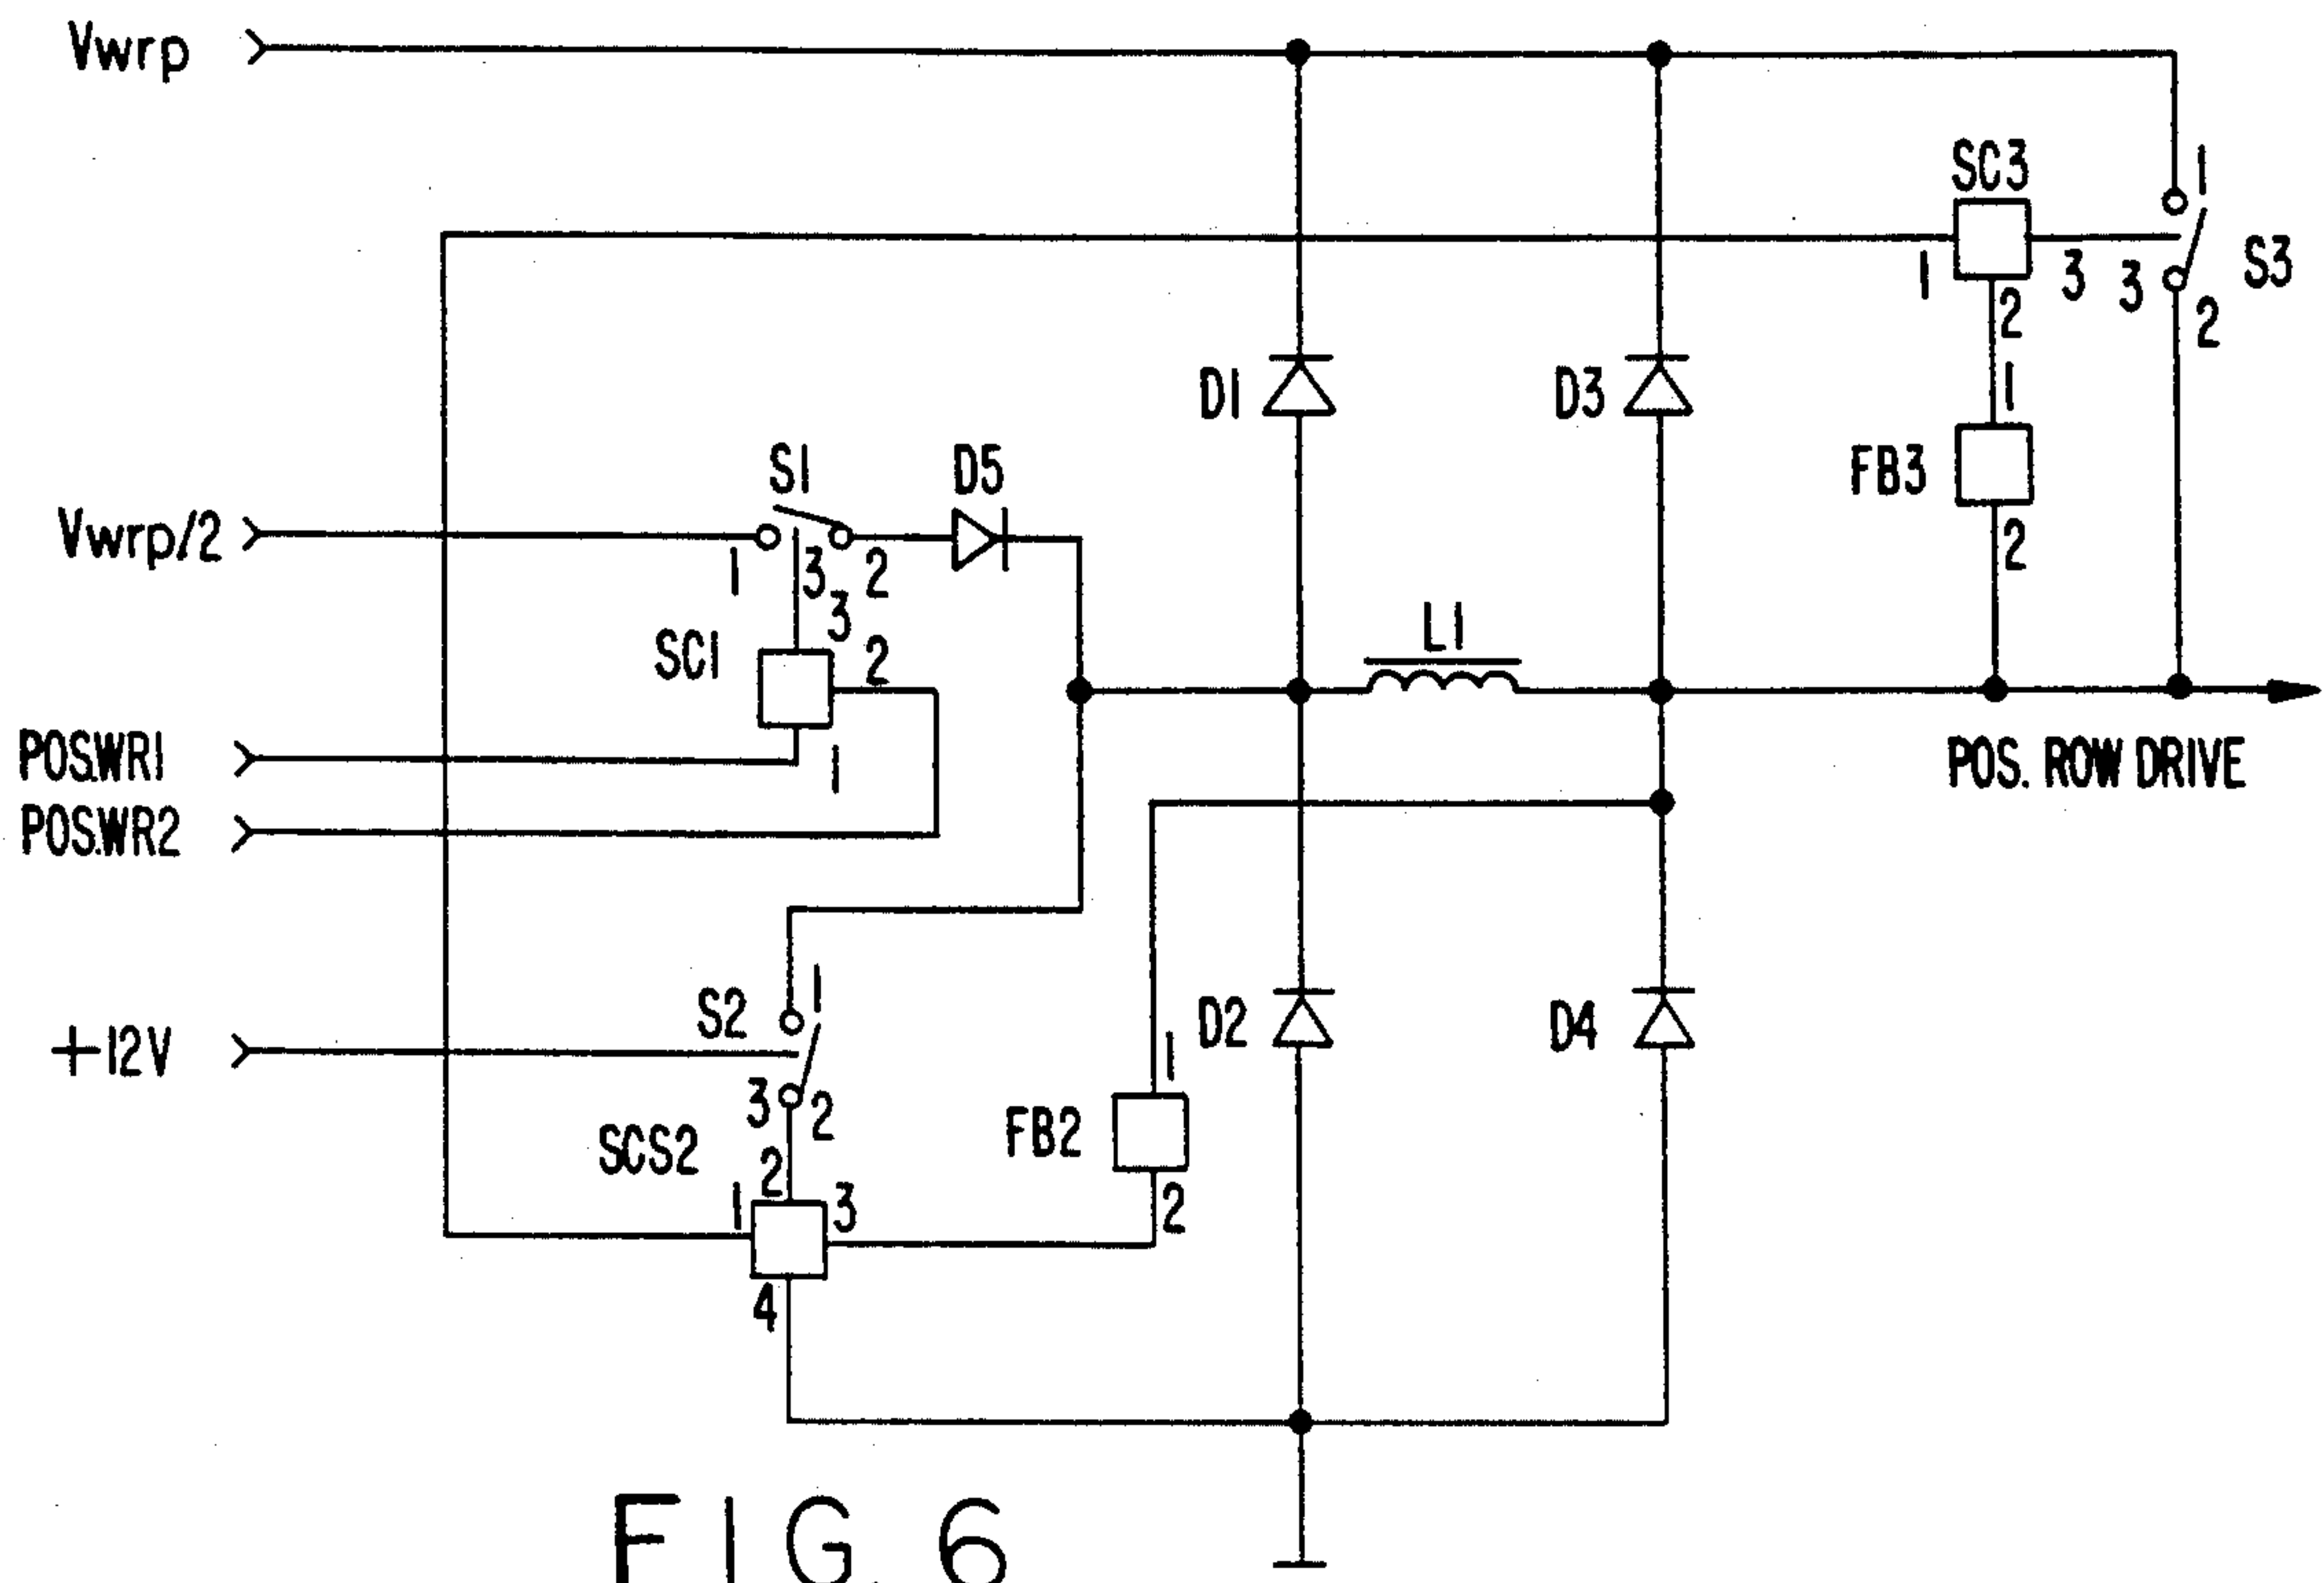 Vwrp
SC3
1
1
3
3
S3
2
2
1
D1
D3
FB3
2
S1
D5
Vwrp/2
1
3
2
3
SC1
2
L1
POS.WR1
1
POS.WR2
POS. ROW DRIVE
S2
1
+12V
3
2
D2
D4
1
FB2
SCS2
2
1
3
2
4
FIG. 6